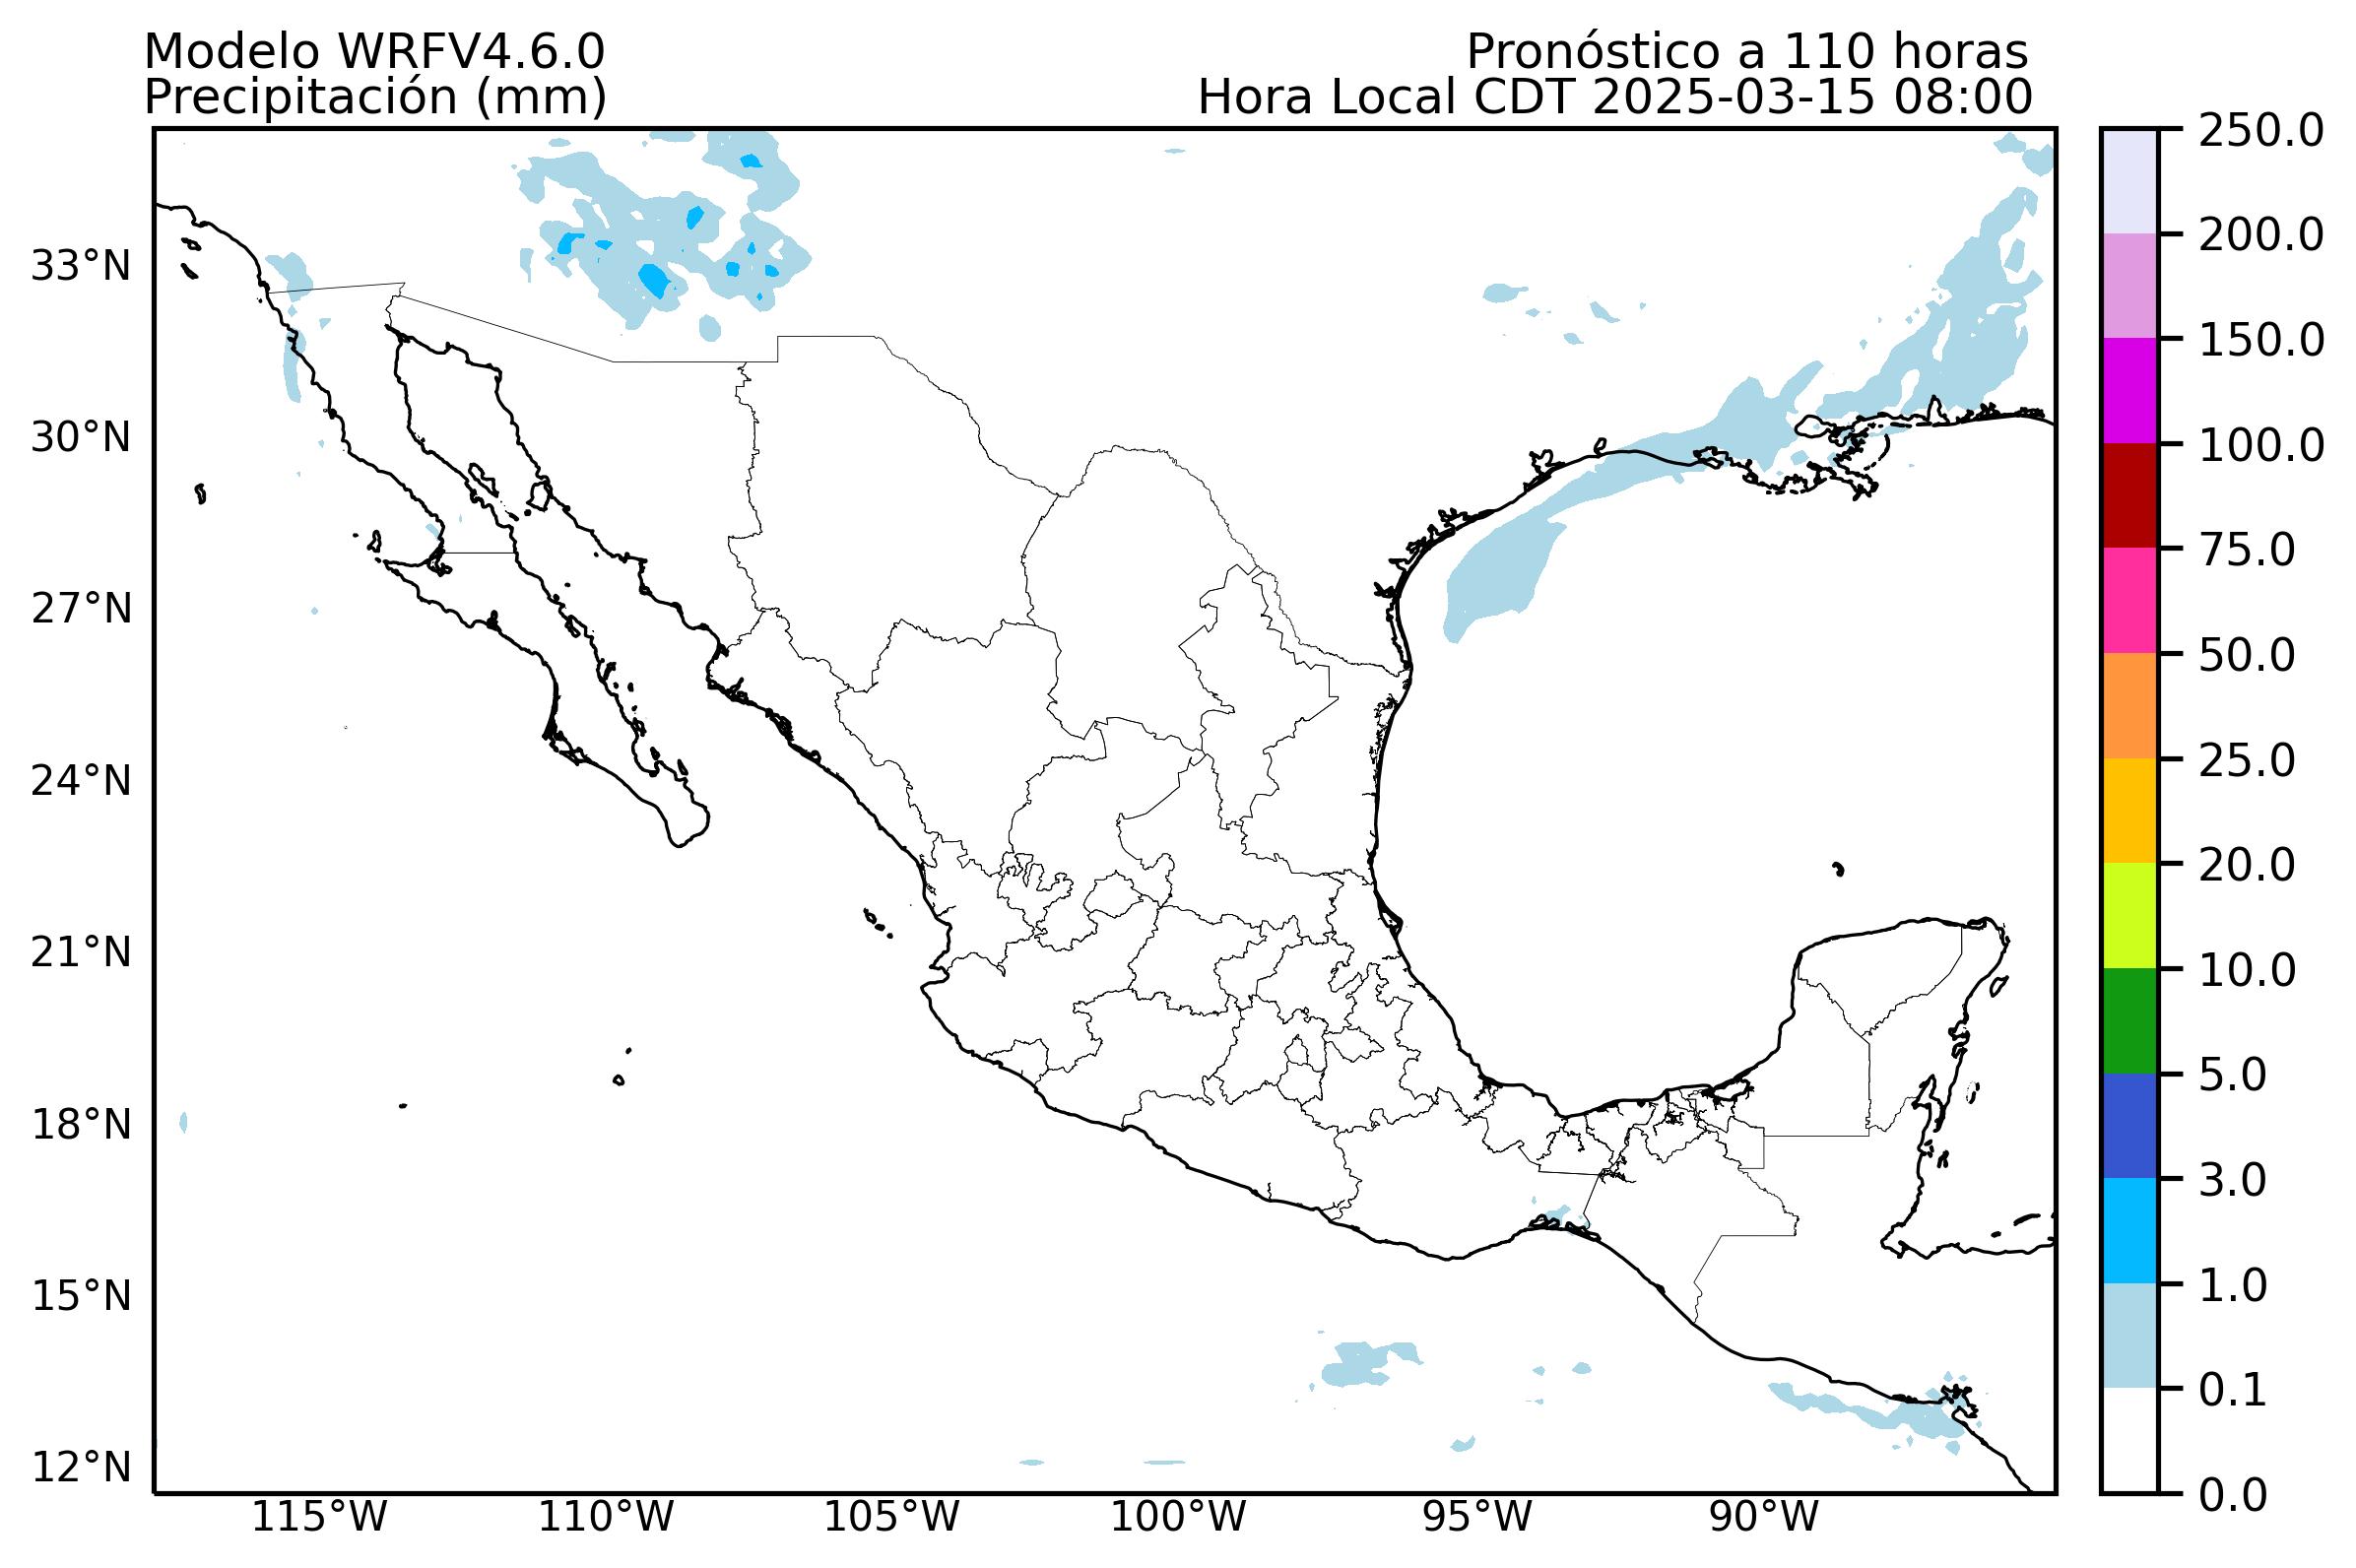 Modelo WRFV4.6.0
Precipitación (mm)
Pronóstico a 110 horas
Hora Local CDT 2025-03-15 08:00
33°N
30°N
27°N
24°N
21°N
18°N
15°N
12°N
115°W
110°W
105°W
100°W
95°W
90°W
250.0
200.0
150.0
100.0
75.0
50.0
25.0
20.0
10.0
5.0
3.0
1.0
0.1
0.0